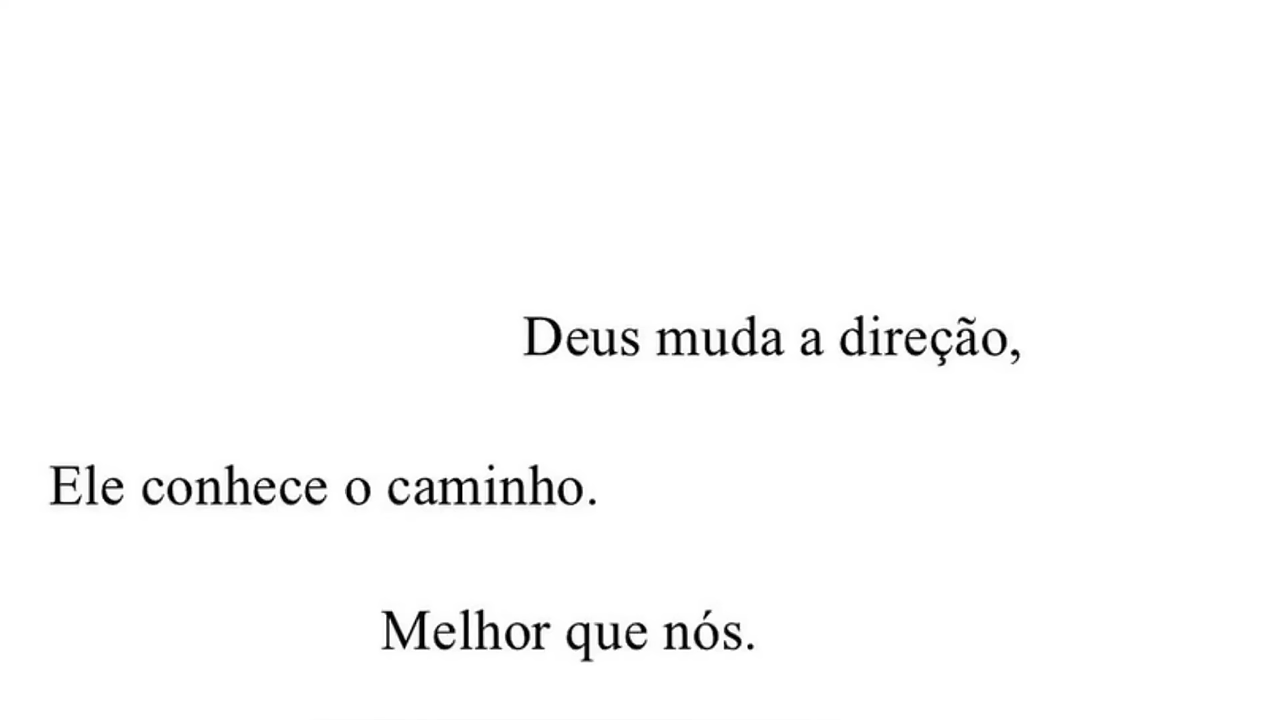 Deus muda a direção,
Ele conhece o caminho.
Melhor que nós.